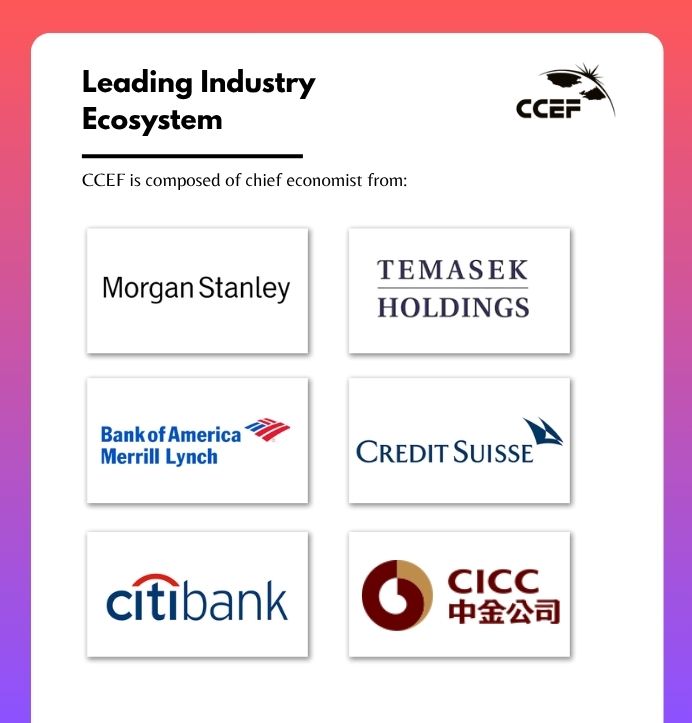 Leading Industry
Ecosystem
CCEF
CCEF is composed of chief economist from:
Morgan Stanley
TEMASEK
HOLDINGS
Bank of America
Merrill Lynch
CREDIT SUISSE
citibank
CICC
中金公司